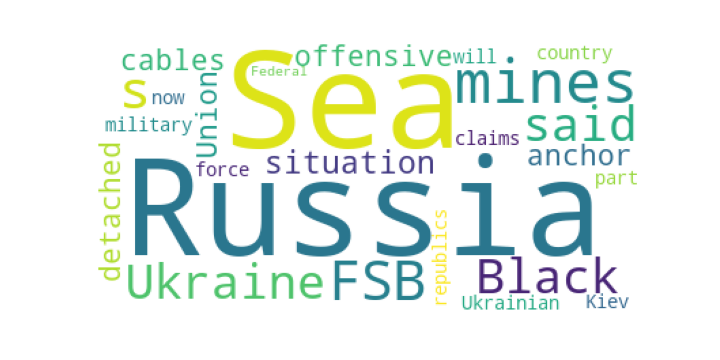 cables
Federal
offensive
will
country
Sea
mines
s
now
Union
military
said
claims
anchor
detached
force
situation
part
Russia
Ukraine
FSB
republics
Black
Ukrainian
Kiev